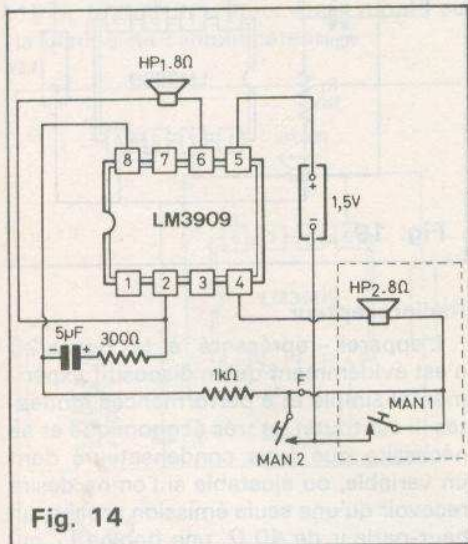 HP1.8Ω
8 7 6 5
+
1,5V
−
LM3909
HP2.8Ω
1 2 3 4
5µF
300Ω
−
1kΩ
F
MAN 1
MAN 2
Fig. 14